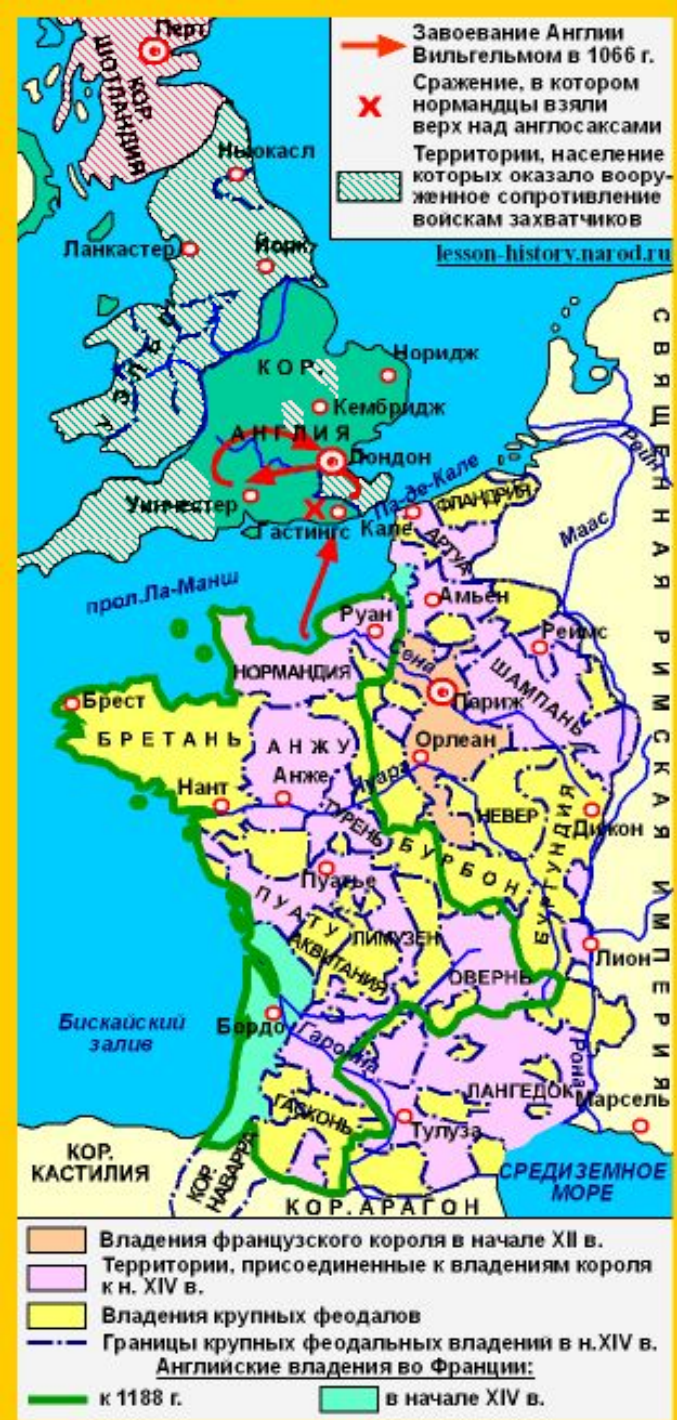 Завоевание Англии
Вильгельмом в 1066 г.
Сражение, в котором
нормандцы взяли
верх над англосаксами
Территории, население
которых оказало воору-
женное сопротивление
войскам захватчиков
lesson-history.narod.ru
Перт
КОР. ШОТЛАНДИЯ
Ньюкасл
Ланкастер
Йорк
УЭЛЬС
КОР.
АНГЛИЯ
Норидж
Кембридж
Лондон
Уинчестер
Гастингс
Па-де-Кале
Кале
ФЛАНДРИЯ
АРТУА
Рейн
Маас
СВЯЩЕННАЯ РИМСКАЯ ИМПЕРИЯ
прол.Ла-Манш
Руан
Амьен
Реймс
НОРМАНДИЯ
Сена
ШАМПАНЬ
Париж
Брест
БРЕТАНЬ
АНЖУ
Анже
Орлеан
Нант
Луара
НЕВЕР
Дижон
ТУРЕНЬ
БУРБОН
БУРГУНДИЯ
Пуатье
ПУАТУ
ЛИМУЗЕН
АКВИТАНИЯ
ОВЕРНЬ
Лион
Бискайский
залив
Бордо
Гаронна
Рона
ГАСКОНЬ
ЛАНГЕДОК
Тулуза
Марсель
КОР.
КАСТИЛИЯ
КОР.
НАВАРРА
КОР.АРАГОН
СРЕДИЗЕМНОЕ
МОРЕ
Владения французского короля в начале XII в.
Территории, присоединенные к владениям короля
к н. XIV в.
Владения крупных феодалов
Границы крупных феодальных владений в н.XIV в.
Английские владения во Франции:
к 1188 г.
в начале XIV в.